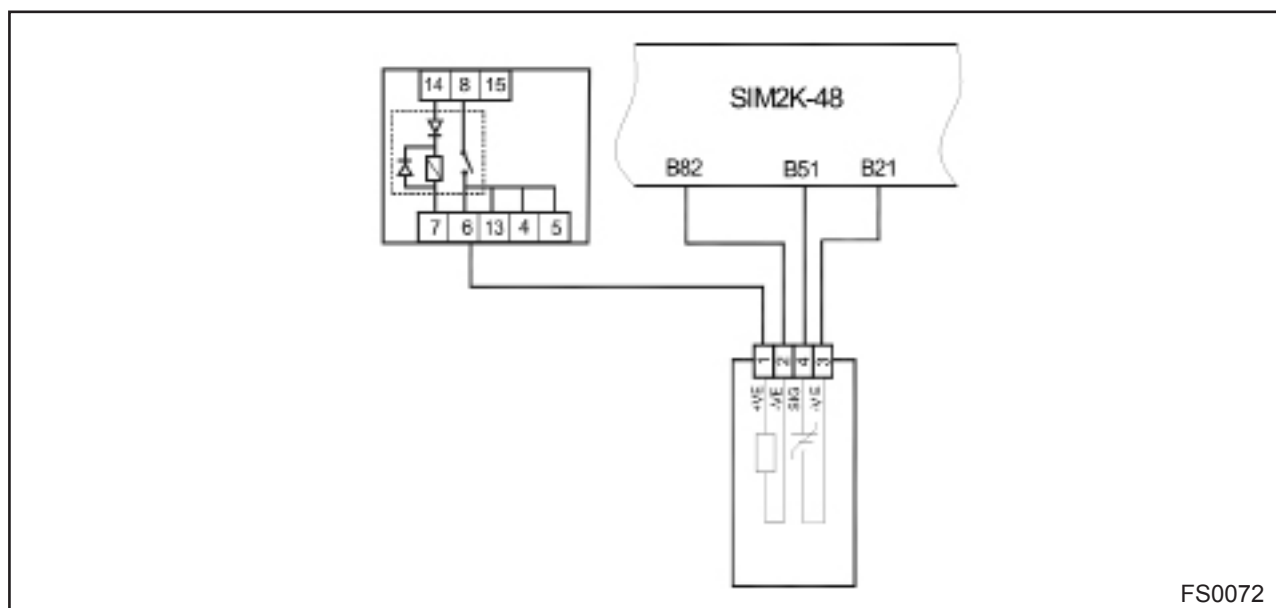 14 8 15
SIM2K-48
B82 B51 B21
7 6 13 4 5
1 2 4 3
+VE -VE SIG -VE
FS0072